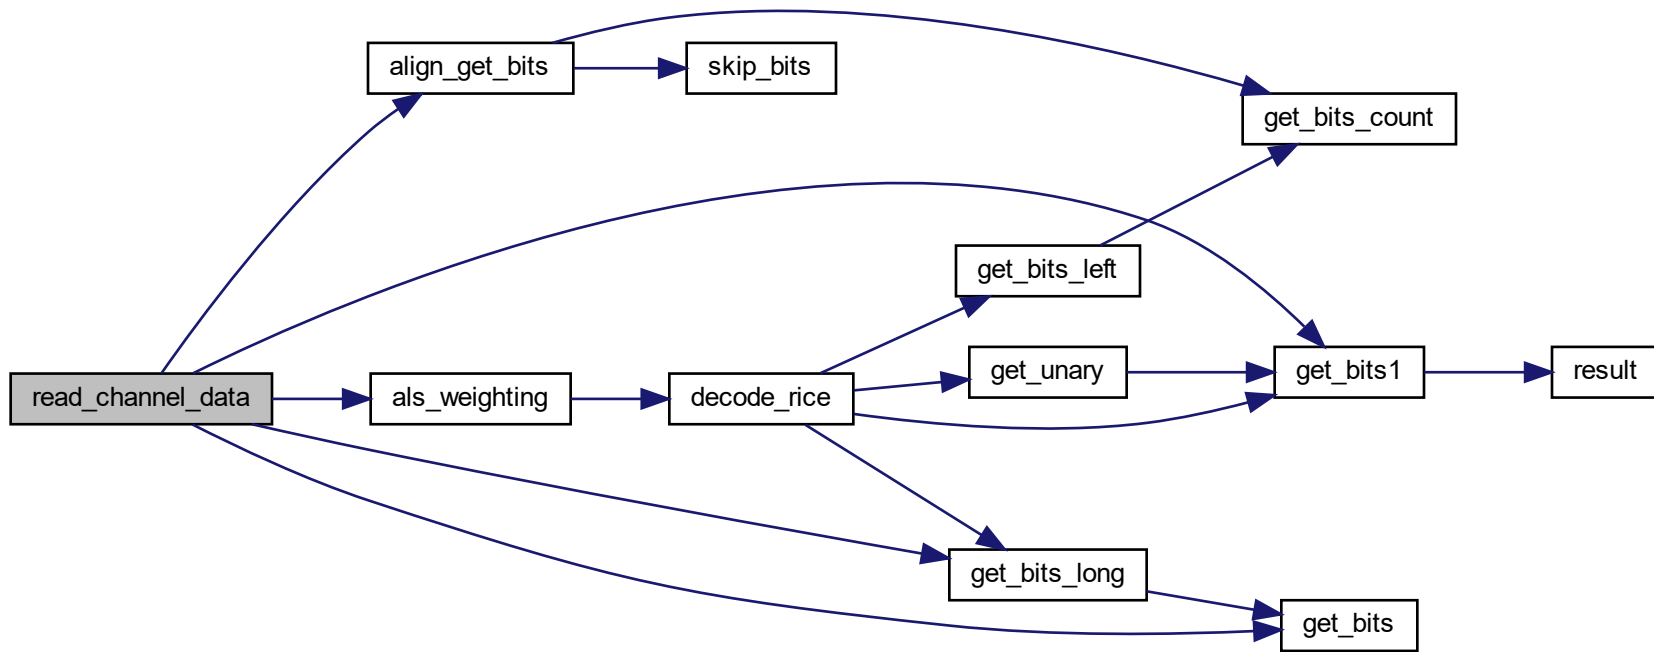 align_get_bits
skip_bits
get_bits_count
get_bits_left
get_unary
get_bits1
result
read_channel_data
als_weighting
decode_rice
get_bits_long
get_bits